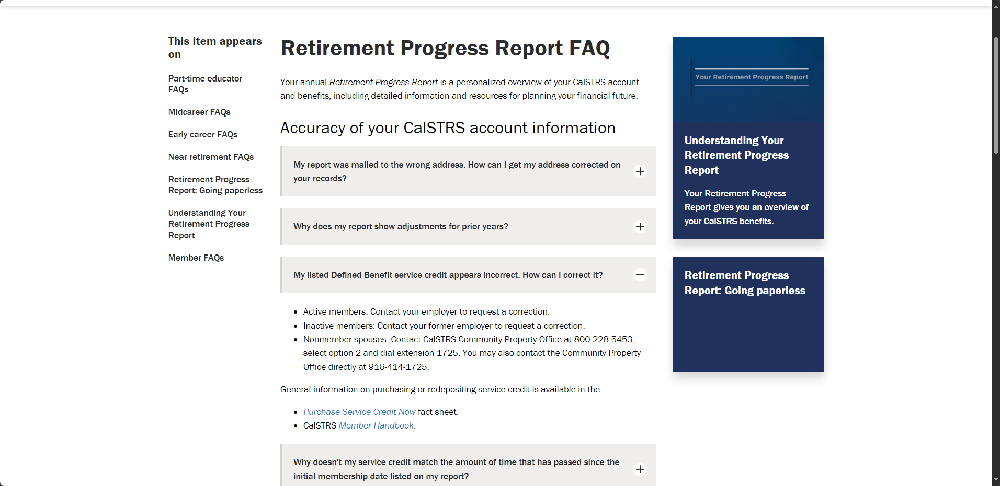 This item appears
on
Part-time educator
FAQs
Midcareer FAQs
Early career FAQs
Near retirement FAQs
Retirement Progress
Report: Going paperless
Understanding Your
Retirement Progress
Report
Member FAQs
Retirement Progress Report FAQ
Your annual Retirement Progress Report is a personalized overview of your CalSTRS account
and benefits, including detailed information and resources for planning your financial future.
Accuracy of your CalSTRS account information
My report was mailed to the wrong address. How can I get my address corrected on
your records?
Why does my report show adjustments for prior years?
My listed Defined Benefit service credit appears incorrect. How can I correct it?
Active members: Contact your employer to request a correction.
Inactive members: Contact your former employer to request a correction.
Nonmember spouses: Contact CalSTRS Community Property Office at 800-228-5453,
select option 2 and dial extension 1725. You may also contact the Community Property
Office directly at 916-414-1725.
General information on purchasing or redepositing service credit is available in the:
Purchase Service Credit Now fact sheet.
CalSTRS Member Handbook.
Why doesn't my service credit match the amount of time that has passed since the
initial membership date listed on my report?
Your Retirement Progress Report
Understanding Your
Retirement Progress
Report
Your Retirement Progress
Report gives you an overview of
your CalSTRS benefits.
Retirement Progress
Report: Going paperless